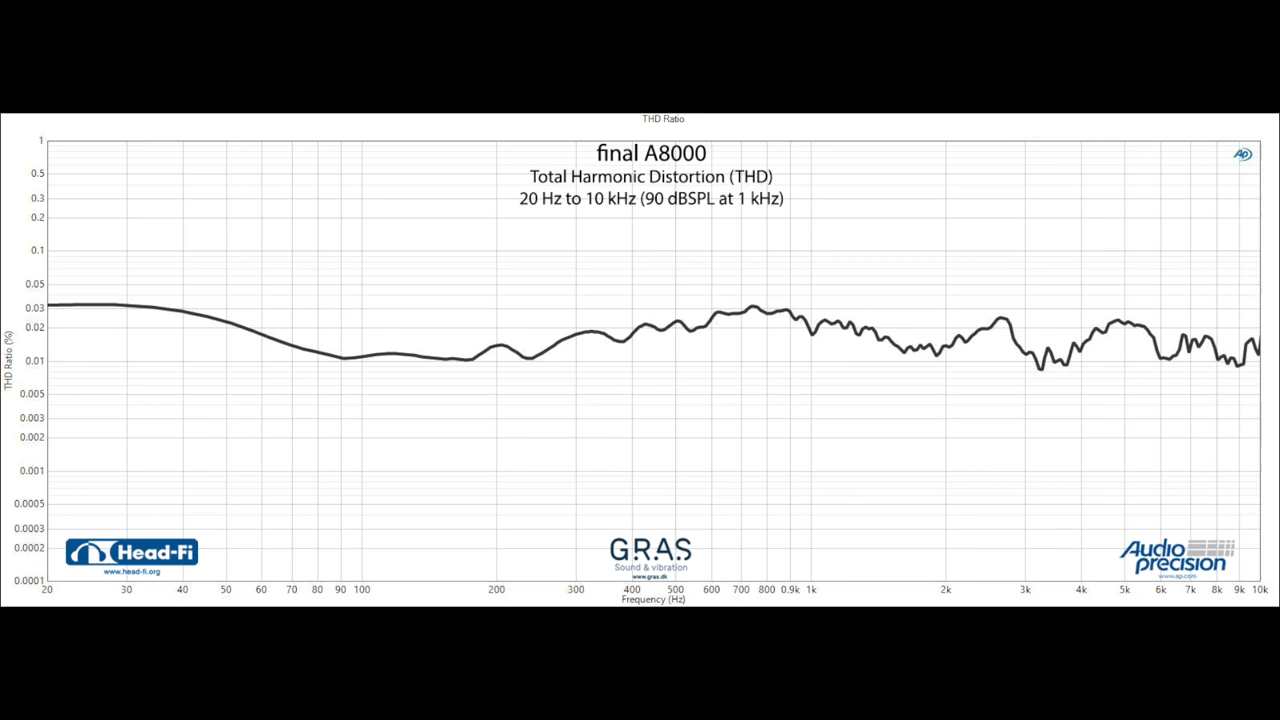 THD Ratio
final A8000
Total Harmonic Distortion (THD)
20 Hz to 10 kHz (90 dBSPL at 1 kHz)
AP
THD Ratio (%)
1
0.5
0.3
0.2
0.1
0.05
0.03
0.02
0.01
0.005
0.003
0.002
0.001
0.0005
0.0003
0.0002
0.0001
Head-Fi
www.head-fi.org
G.R.A.S
Sound & vibration
www.gras.dk
Audio
precision
www.ap.com
20 30 40 50 60 70 80 90 100 200 300 400 500 600 700 800 0.9k 1k 2k 3k 4k 5k 6k 7k 8k 9k 10k
Frequency (Hz)